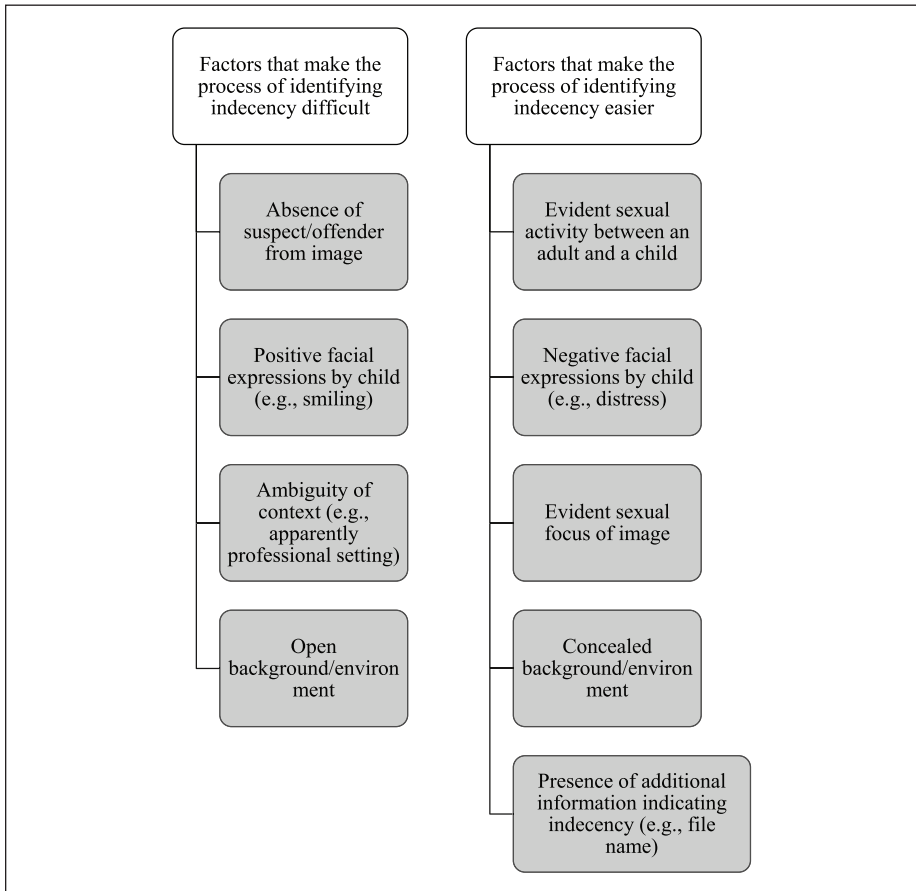 Factors that make the
process of identifying
indecency difficult
Absence of
suspect/offender
from image
Positive facial
expressions by child
(e.g., smiling)
Ambiguity of
context (e.g.,
apparently
professional setting)
Open
background/environ
ment
Factors that make the
process of identifying
indecency easier
Evident sexual
activity between an
adult and a child
Negative facial
expressions by child
(e.g., distress)
Evident sexual
focus of image
Concealed
background/environ
ment
Presence of additional
information indicating
indecency (e.g., file
name)